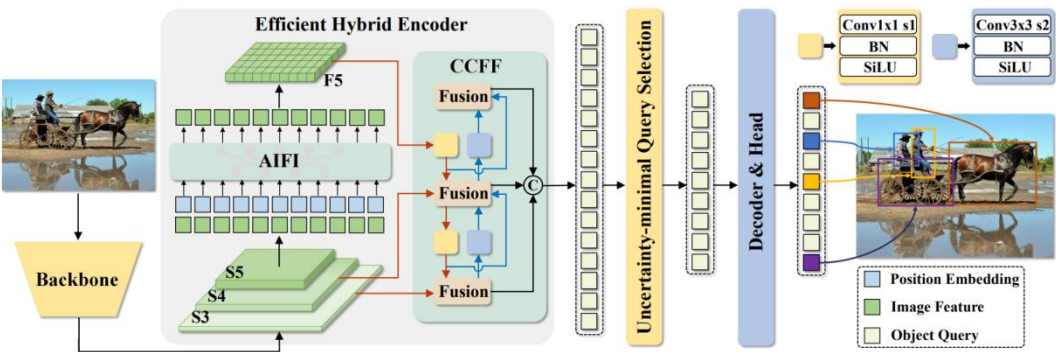 Efficient Hybrid Encoder
F5
CCFF
Fusion
AIFI
Fusion
S5
S4
S3
Fusion
C
Backbone
Uncertainty-minimal Query Selection
Decoder & Head
Conv1x1 s1
BN
SiLU
Conv3x3 s2
BN
SiLU
Position Embedding
Image Feature
Object Query